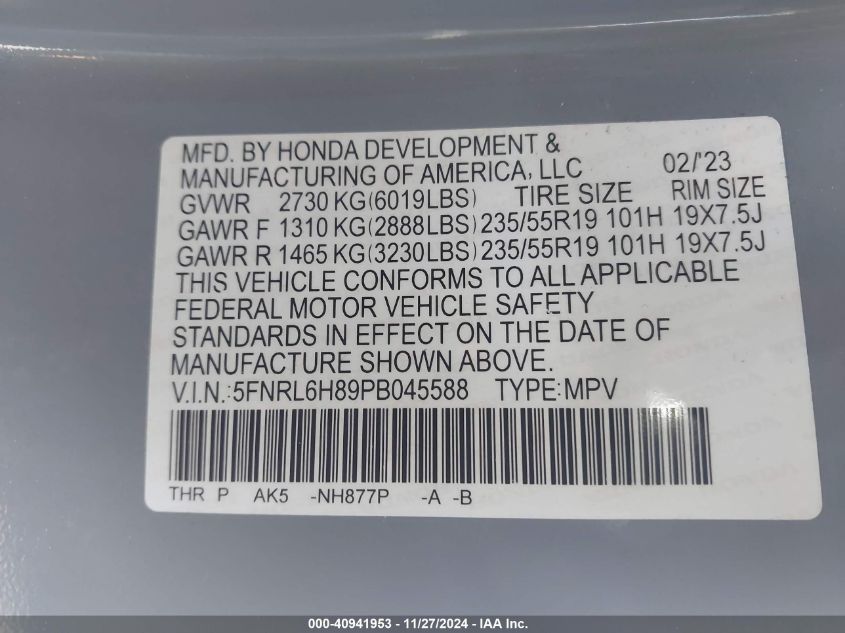 MFD. BY HONDA DEVELOPMENT &
MANUFACTURING OF AMERICA, LLC 02/'23
GVWR 2730 KG(6019LBS) TIRE SIZE RIM SIZE
GAWR F 1310 KG(2888LBS) 235/55R19 101H 19X7.5J
GAWR R 1465 KG(3230LBS) 235/55R19 101H 19X7.5J
THIS VEHICLE CONFORMS TO ALL APPLICABLE
FEDERAL MOTOR VEHICLE SAFETY
STANDARDS IN EFFECT ON THE DATE OF
MANUFACTURE SHOWN ABOVE.
V.I.N.:5FNRL6H89PB045588 TYPE:MPV
THR P AK5 -NH877P -A -B
000-40941953 - 11/27/2024 - IAA Inc.